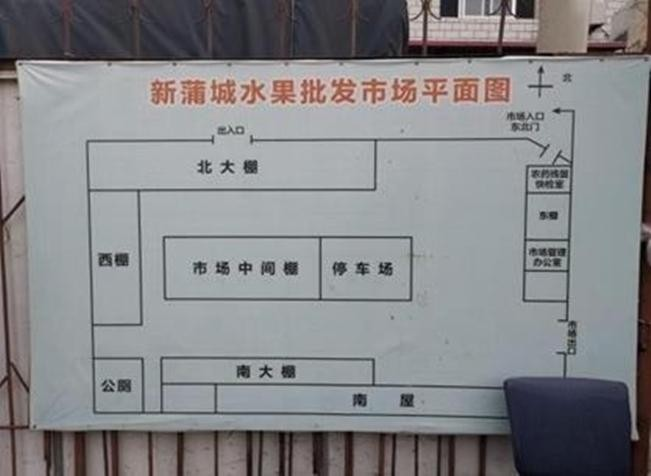 新蒲城水果批发市场平面图
北
市场入口
东北门
出入口
北大棚
农药残留
快检室
东棚
西棚
市场中间棚
停车场
市场管理
办公室
市场出口
公厕
南大棚
南屋